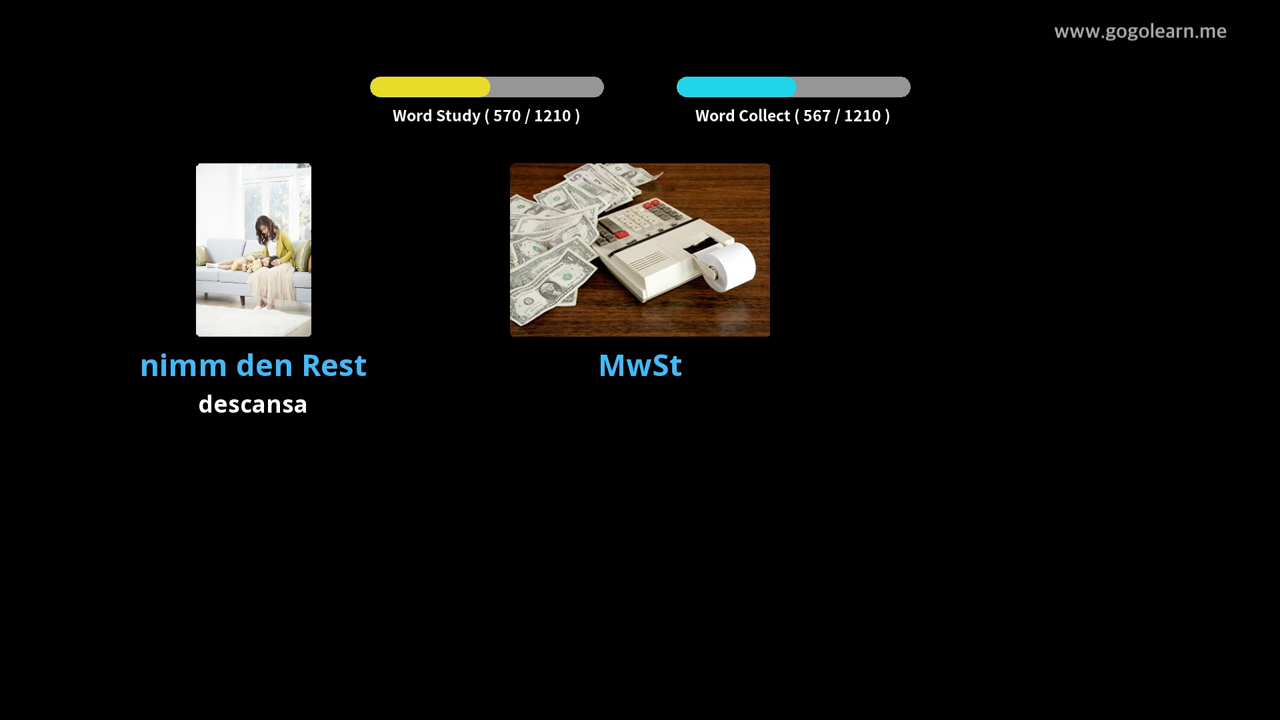 www.gogolearn.me
Word Study ( 570 / 1210 )
Word Collect ( 567 / 1210 )
nimm den Rest
descansa
MwSt